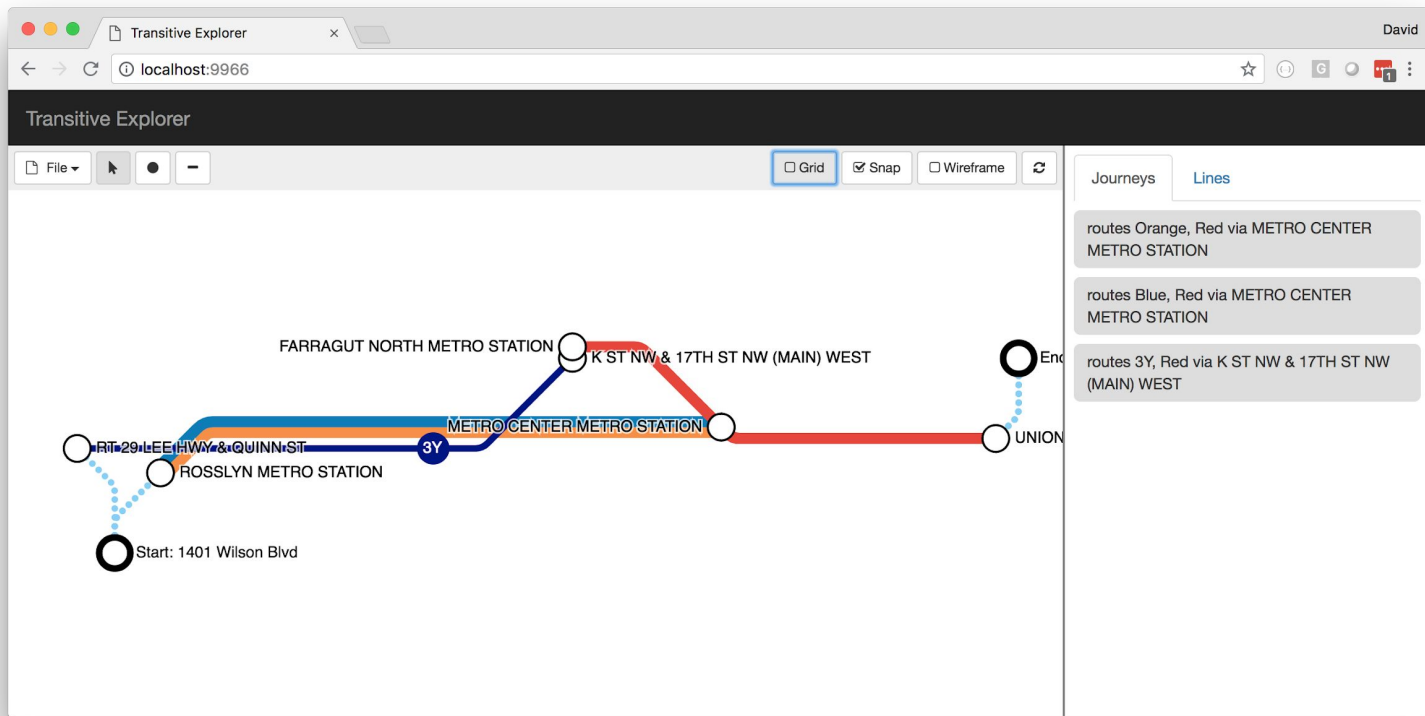 Transitive Explorer
David
localhost:9966
G
1
Transitive Explorer
File
Grid
Snap
Wireframe
Journeys
Lines
routes Orange, Red via METRO CENTER
METRO STATION
routes Blue, Red via METRO CENTER
METRO STATION
routes 3Y, Red via K ST NW & 17TH ST NW
(MAIN) WEST
FARRAGUT NORTH METRO STATION
K ST NW & 17TH ST NW (MAIN) WEST
METRO CENTER METRO STATION
RT 29 LEE HWY & QUINN ST
3Y
UNION
ROSSLYN METRO STATION
Start: 1401 Wilson Blvd